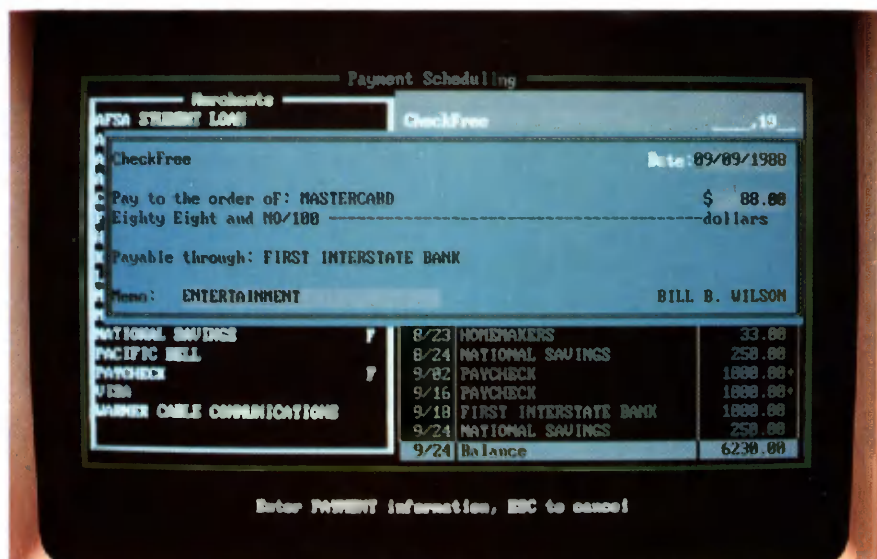 Payment Scheduling
Merchants
AFSA STUDENT LOAN
CheckFree ____,19__
CheckFree Date:09/09/1988
Pay to the order of: MASTERCARD $ 88.00
Eighty Eight and NO/100 ------------------------------------------------dollars
Payable through: FIRST INTERSTATE BANK
Memo: ENTERTAINMENT BILL B. WILSON
NATIONAL SAVINGS F
PACIFIC BELL
PAYCHECK F
VISA
WARNER CABLE COMMUNICATIONS
8/23 HOMEMAKERS 33.00
8/24 NATIONAL SAVINGS 250.00
9/02 PAYCHECK 1800.00+
9/16 PAYCHECK 1800.00+
9/18 FIRST INTERSTATE BANK 1000.00
9/24 NATIONAL SAVINGS 250.00
9/24 Balance 6230.00
Enter PAYMENT information, ESC to cancel